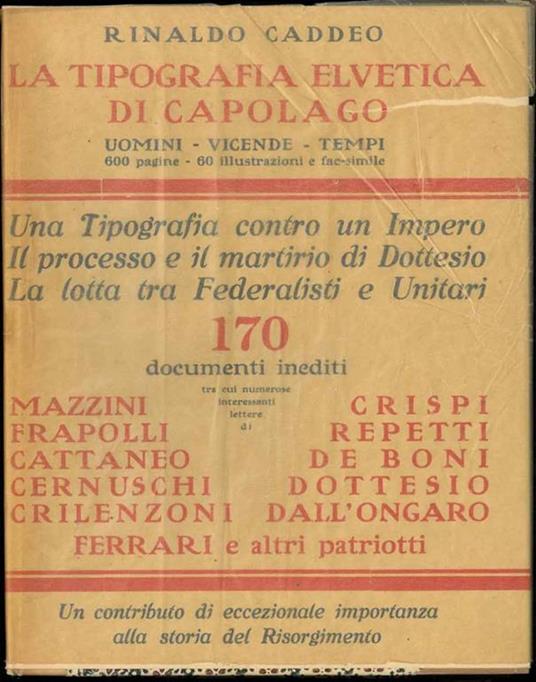 RINALDO CADDEO
LA TIPOGRAFIA ELVETICA
DI CAPOLAGO
UOMINI - VICENDE - TEMPI
600 pagine - 60 illustrazioni e fac-simile
Una Tipografia contro un Impero
Il processo e il martirio di Dottesio
La lotta tra Federalisti e Unitari
170
documenti inediti
tra cui numerose
interessanti
lettere
di
MAZZINI
FRAPOLLI
CATTANEO
CERNUSCHI
CRILENZONI
CRISPI
REPETTI
DE BONI
DOTTESIO
DALL'ONGARO
FERRARI e altri patriotti
Un contributo di eccezionale importanza
alla storia del Risorgimento